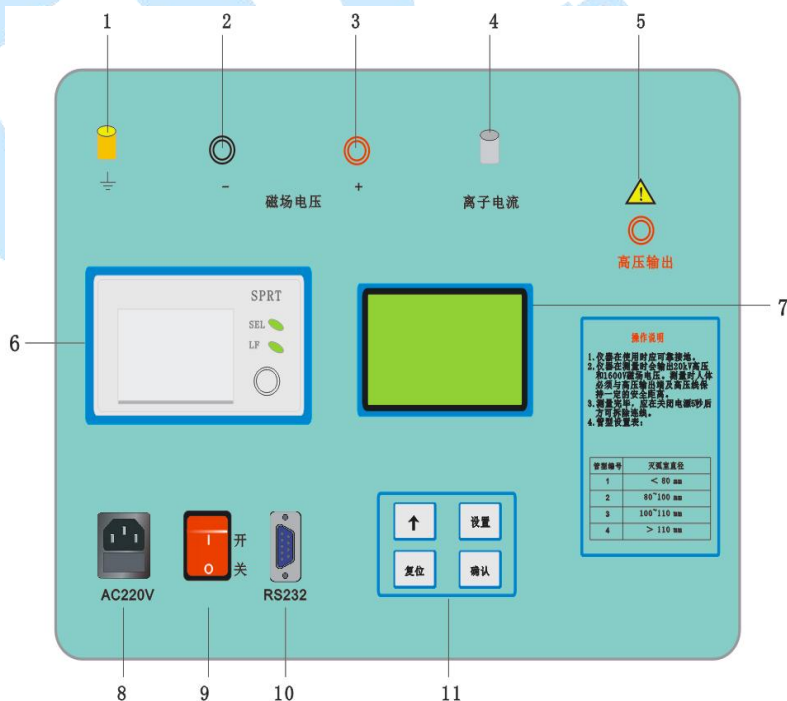 1 2 3 4 5
- +
磁场电压
离子电流
高压输出
6
SPRT
SEL
LF
7
操作说明
1.仪器在使用时应可靠接地。
2.仪器在测量时会输出20kV高压
和1600V磁场电压。测量时人体
必须与高压输出端及高压线保
持一定的安全距离。
3.测量完毕，应在关闭电源5秒后
方可拆除连线。
4.管型设置表：
管型编号 灭弧室直径
1 < 80 mm
2 80~100 mm
3 100~110 mm
4 > 110 mm
AC220V
I 开
O 关
RS232
↑ 设置
复位 确认
8 9 10 11